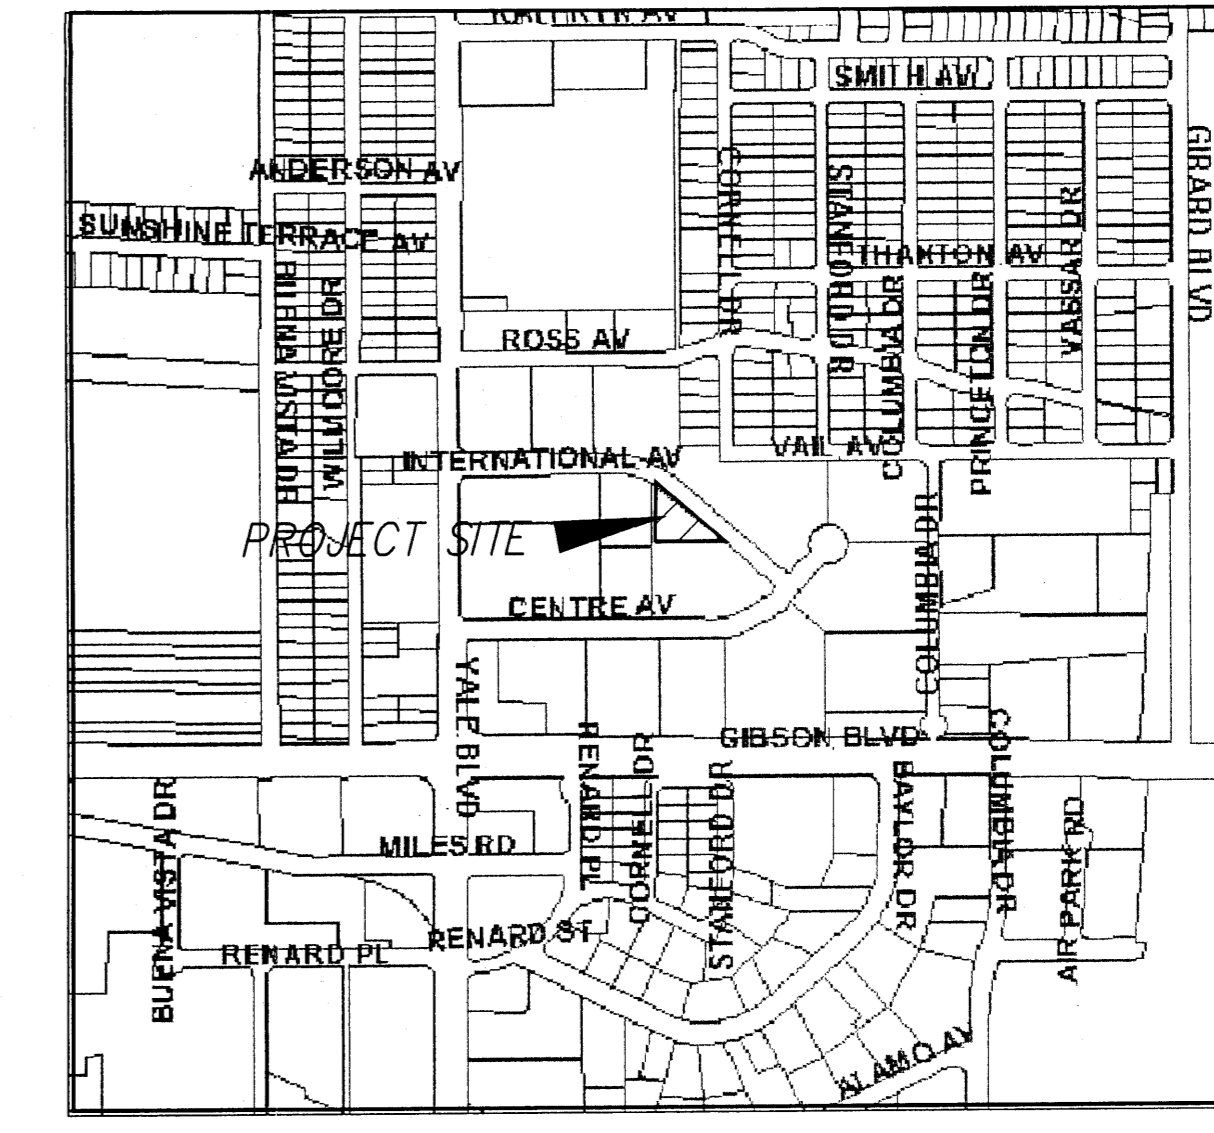 KATHRYN AV
SMITH AV
GIRARD BLVD
ANDERSON AV
CORNELL DR
STANFORD DR
VASSAR DR
SUNSHINE TERRACE AV
THAXTON AV
BUENA VISTA DR
WILMOORE DR
COLUMBIA DR
PRINCETON DR
ROSS AV
INTERNATIONAL AV
VAIL AV
PROJECT SITE
COLUMBIA DR
CENTRE AV
YALE BLVD
GIBSON BLVD
RENARD PL
CORNELL DR
STANFORD DR
BAYLOR DR
COLUMBIA DR
AIR PARK RD
BUENA VISTA DR
MILES RD
RENARD ST
RENARD PL
ALAMO AV